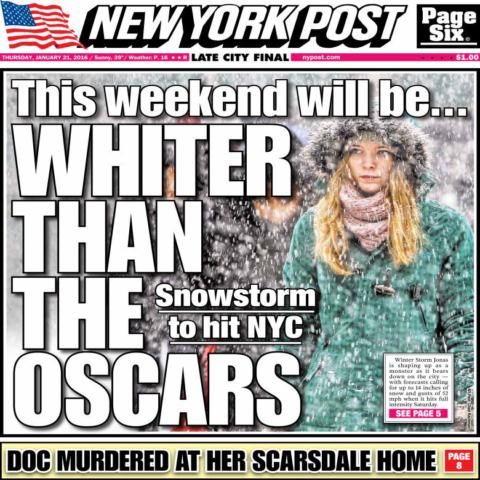 NEW YORK POST
Page
Six®
THURSDAY, JANUARY 21, 2016 / Sunny, 39° / Weather: P. 16 ★★ R
LATE CITY FINAL
nypost.com
$1.00
This weekend will be...
WHITER
THAN
THE
OSCARS
Snowstorm
to hit NYC
Winter Storm Jonas
is shaping up as a
monster as it bears
down on the city —
with forecasts calling
for up to 14 inches of
snow and gusts of 52
mph when it hits full
intensity Saturday.
SEE PAGE 5
DOC MURDERED AT HER SCARSDALE HOME
PAGE
8